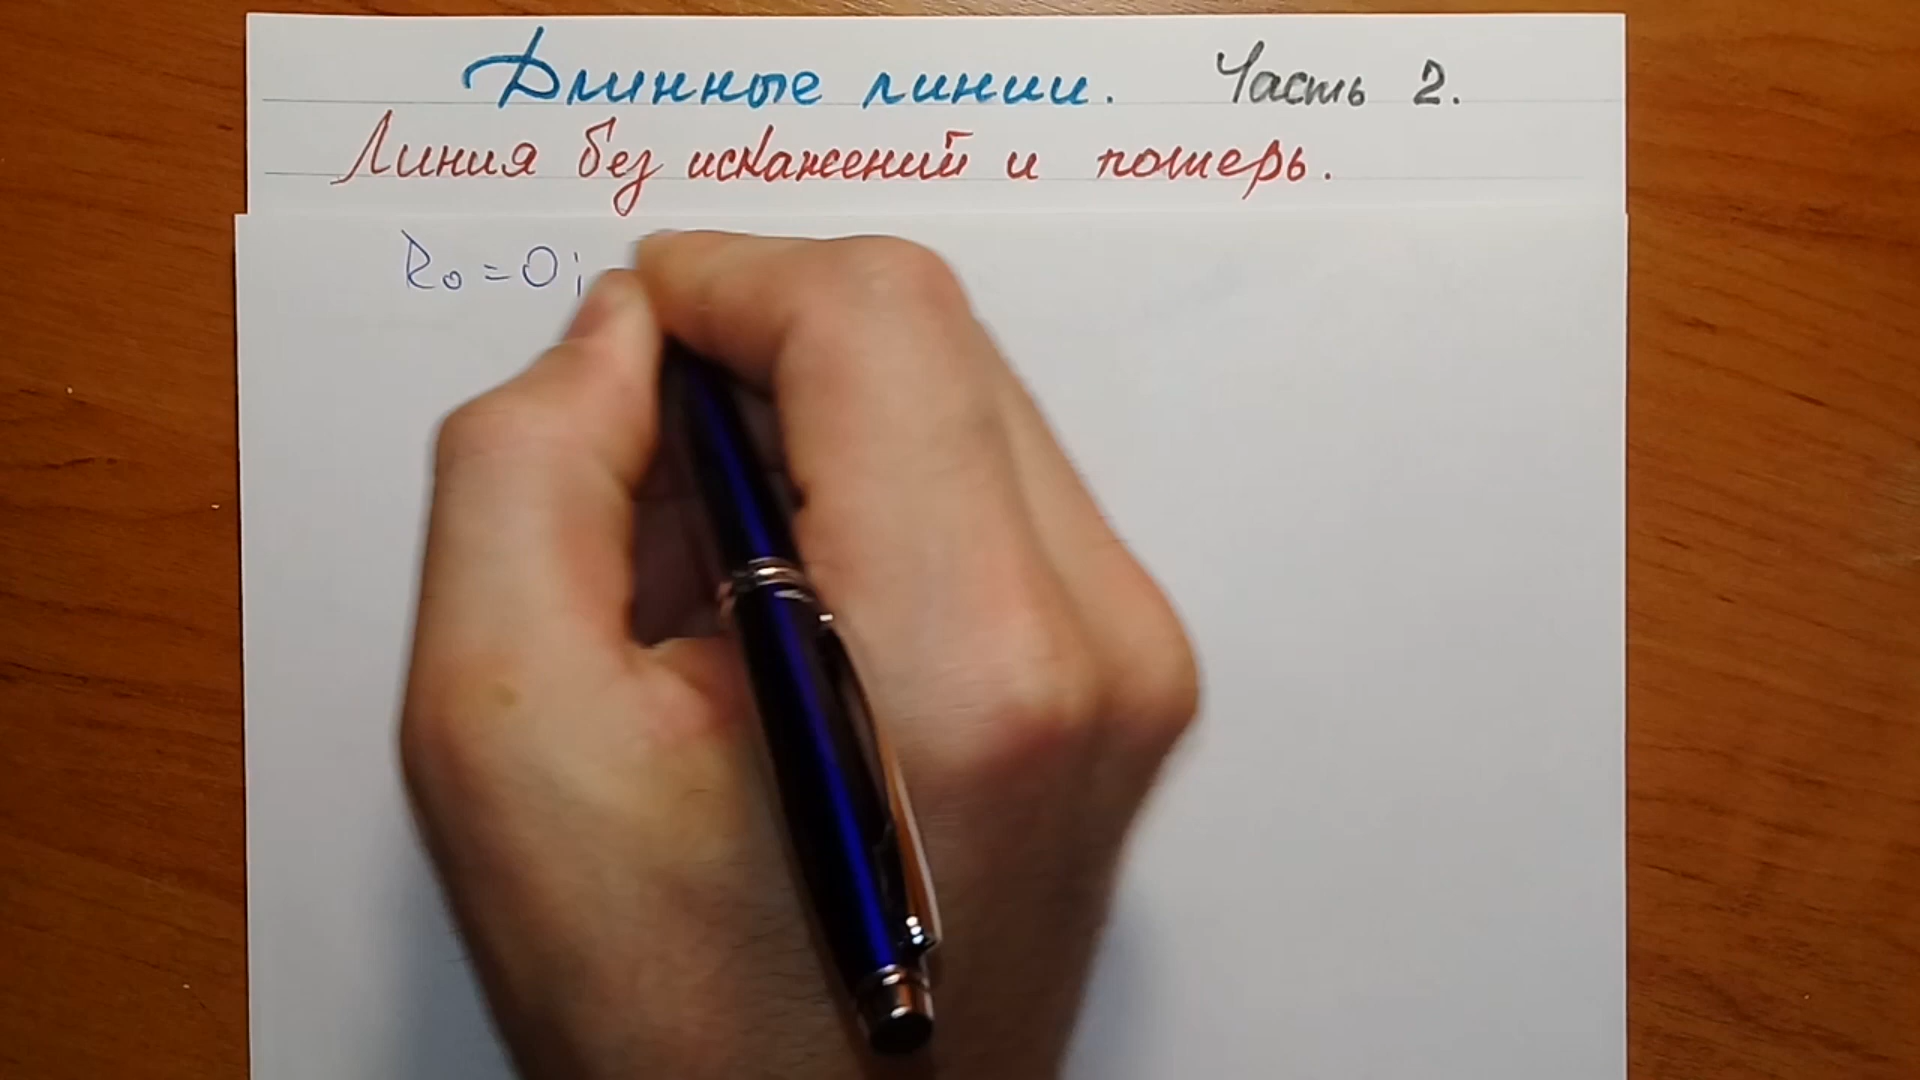 Длинные линии. Часть 2.
Линия без искажений и потерь.
R₀ = 0;